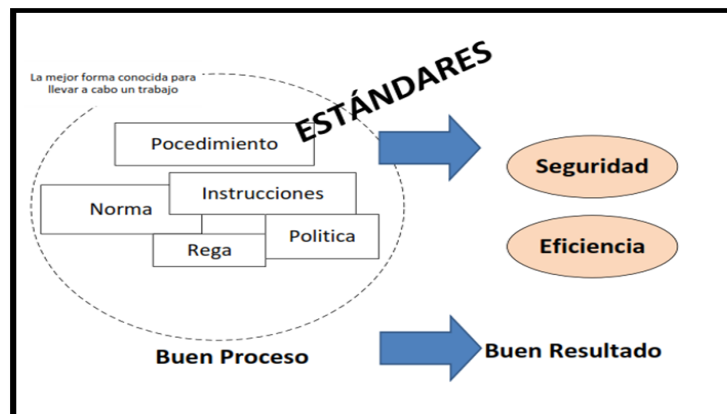 La mejor forma conocida para
llevar a cabo un trabajo
ESTÁNDARES
Pocedimiento
Instrucciones
Norma
Politica
Rega
Seguridad
Eficiencia
Buen Proceso
Buen Resultado